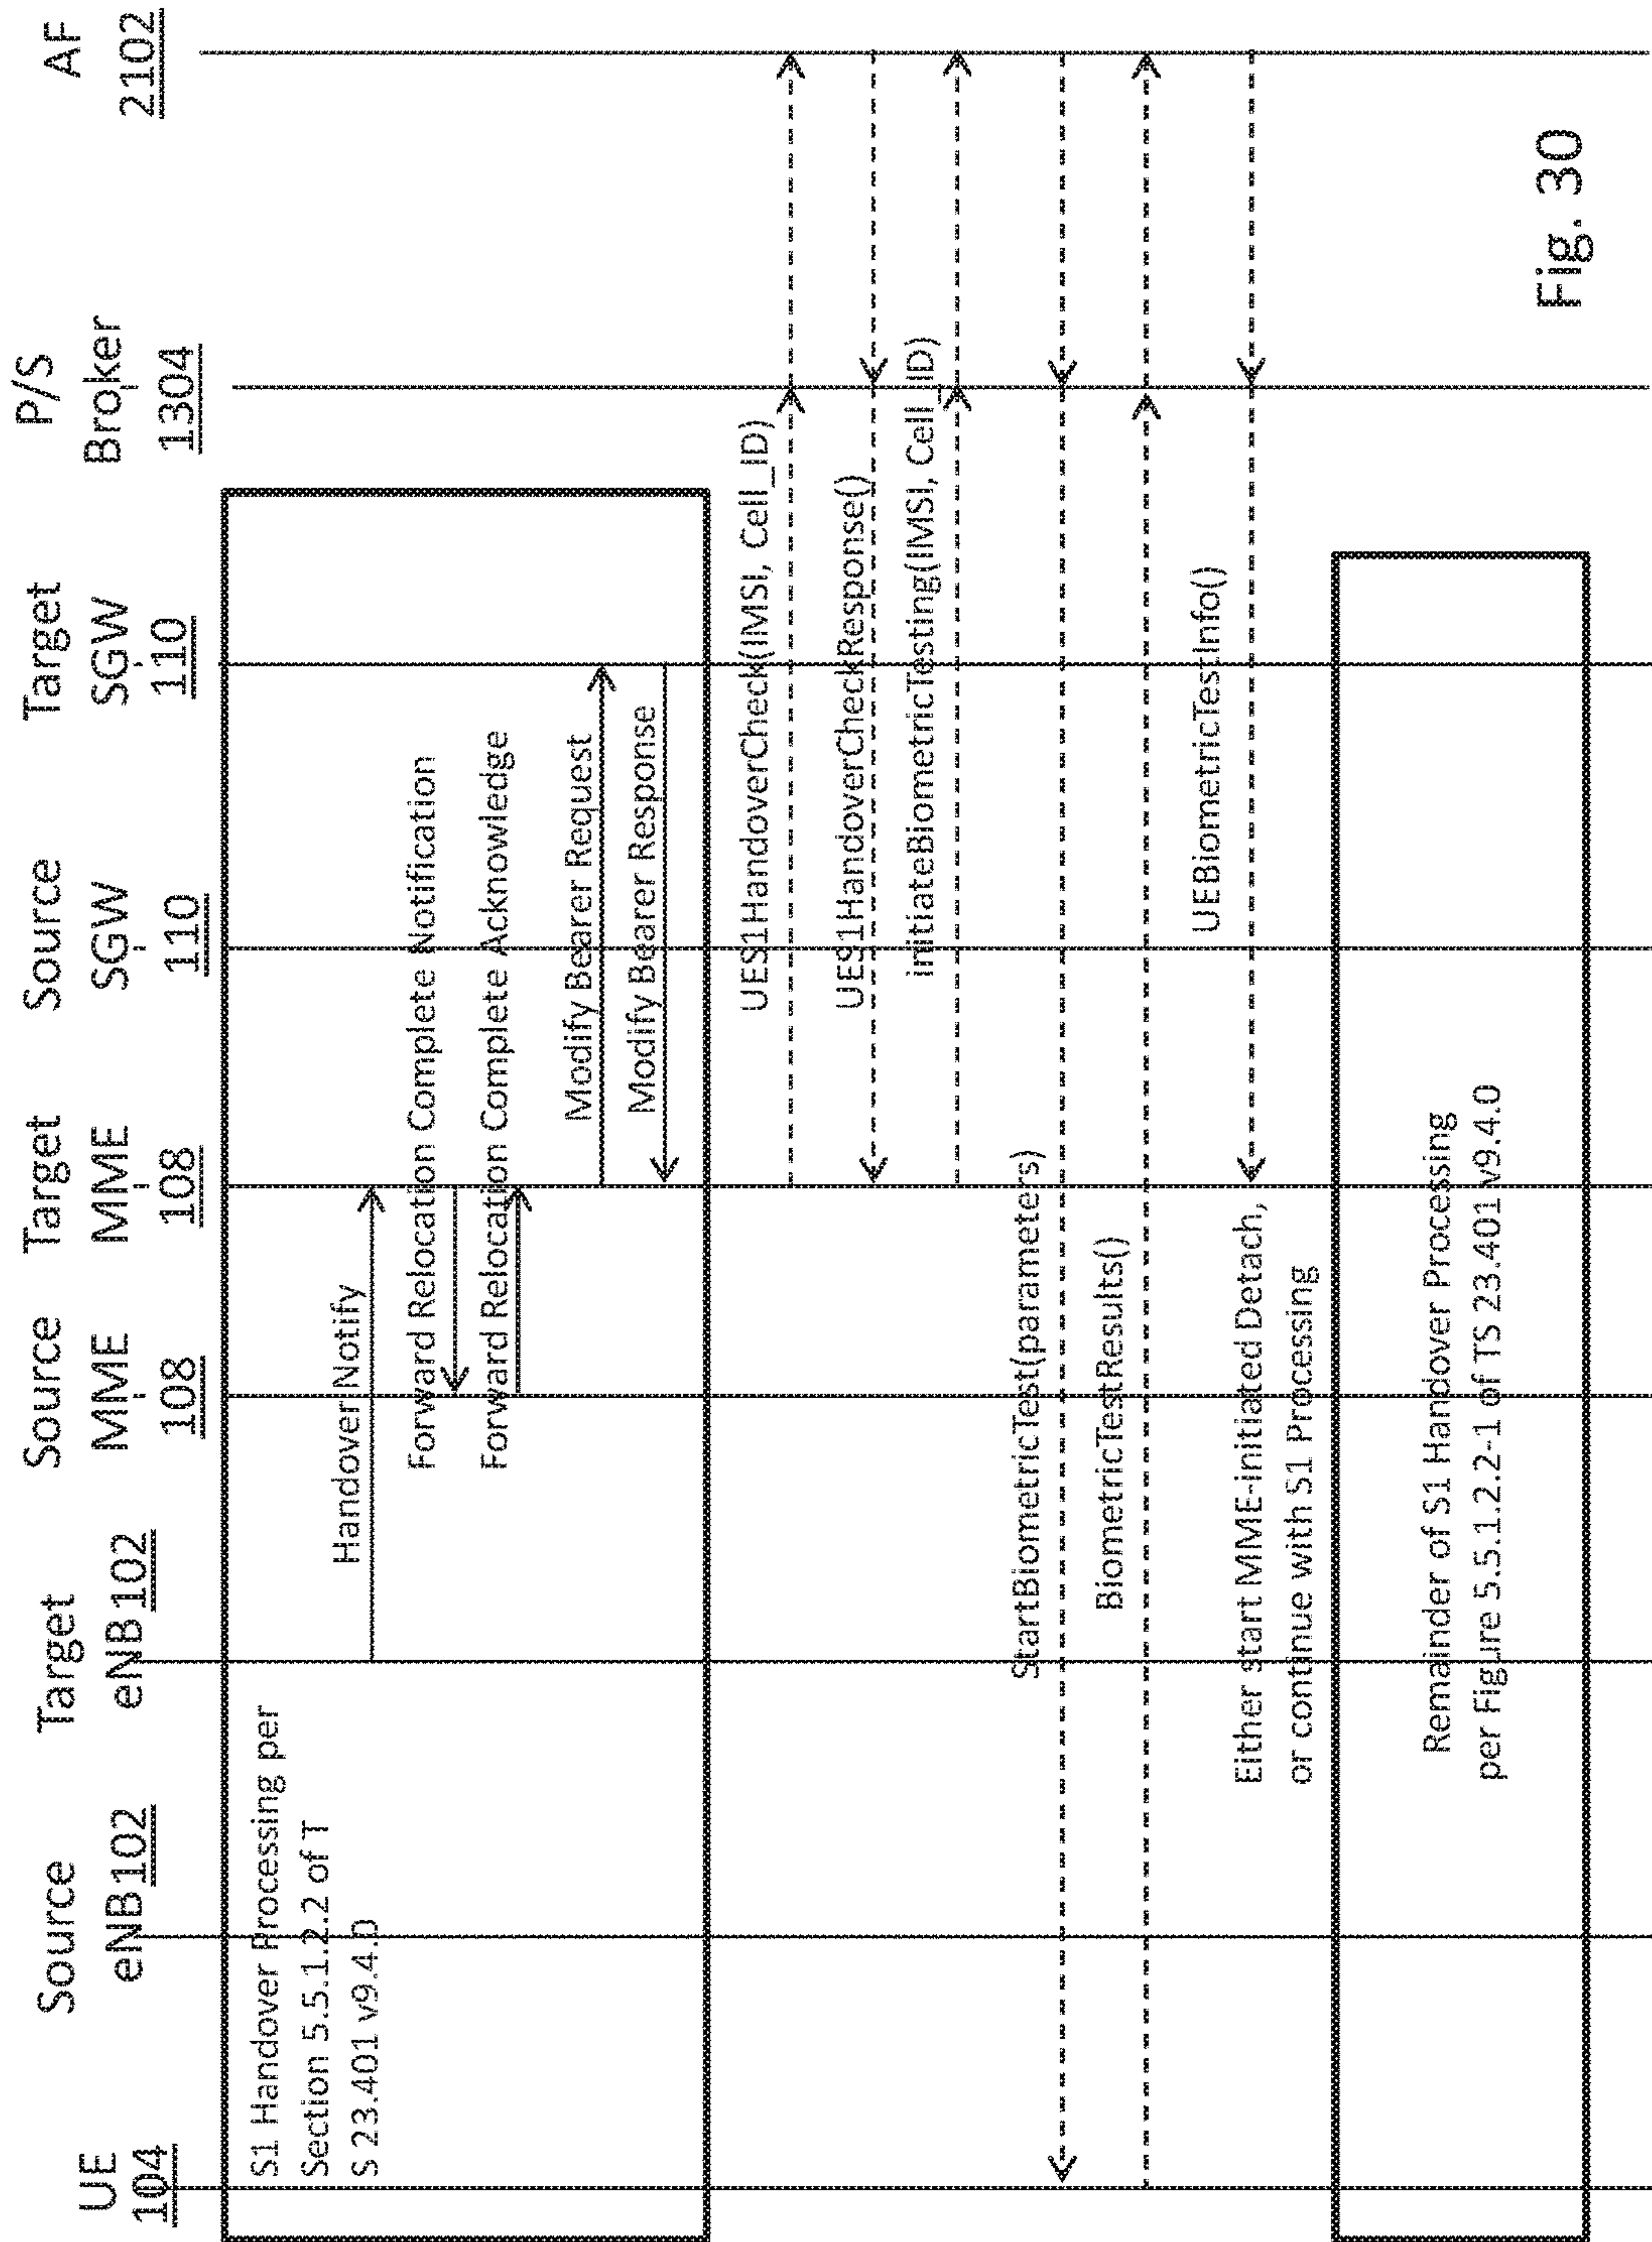 UE
104
Source
eNB 102
Target
eNB 102
Source
MME
108
Target
MME
108
Source
SGW
110
Target
SGW
110
P/S
Broker
1304
AF
2102
S1 Handover Processing per
Section 5.5.1.2.2 of T
S 23.401 v9.4.0
Handover Notify
Forward Relocation Complete Notification
Forward Relocation Complete Acknowledge
Modify Bearer Request
Modify Bearer Response
UES1HandoverCheck(IMSI, Cell_ID)
UES1HandoverCheckResponse()
initiateBiometricTesting(IMSI, Cell_ID)
StartBiometricTest(parameters)
BiometricTestResults()
UEBiometricTestInfo()
Either start MME-initiated Detach,
or continue with S1 Processing
Remainder of S1 Handover Processing
per Figure 5.5.1.2.2-1 of TS 23.401 v9.4.0
Fig. 30